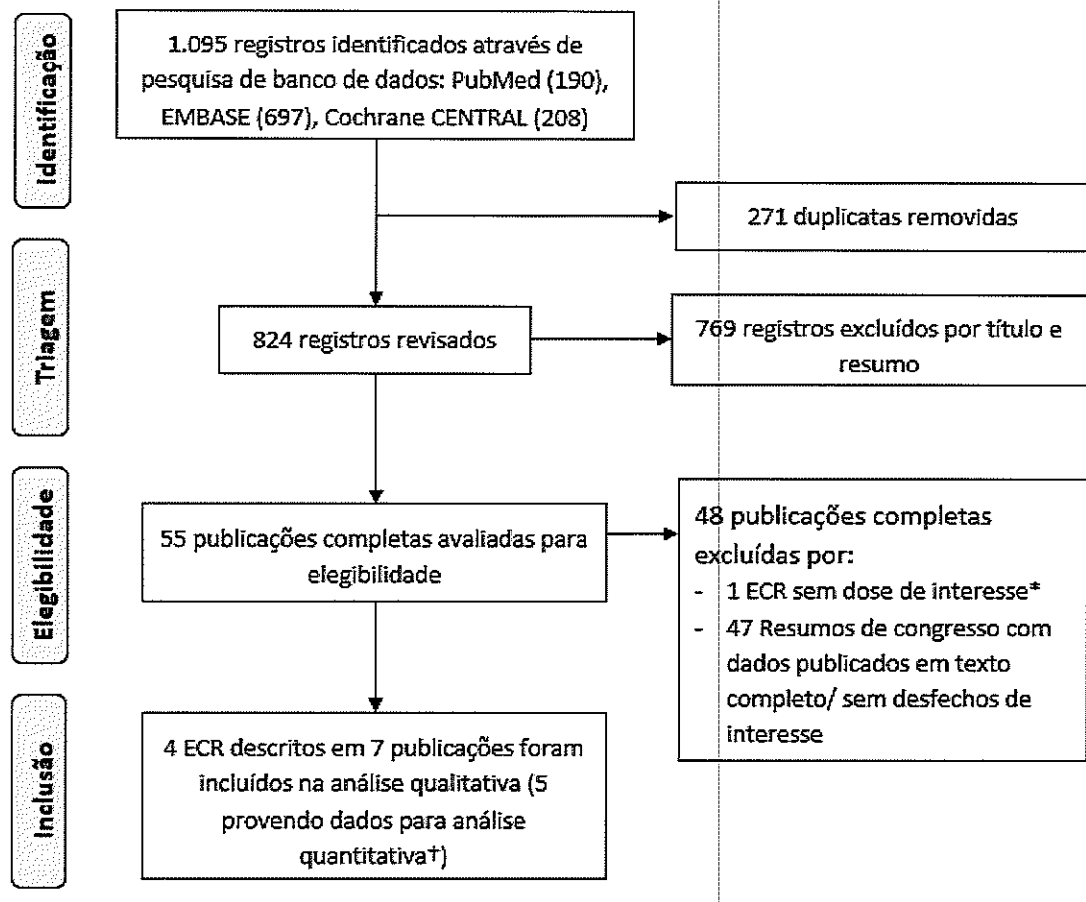 Identificação
1.095 registros identificados através de
pesquisa de banco de dados: PubMed (190),
EMBASE (697), Cochrane CENTRAL (208)
271 duplicatas removidas
Triagem
824 registros revisados
769 registros excluídos por título e
resumo
Elegibilidade
55 publicações completas avaliadas para
elegibilidade
48 publicações completas
excluídas por:
- 1 ECR sem dose de interesse*
- 47 Resumos de congresso com
dados publicados em texto
completo/ sem desfechos de
interesse
Inclusão
4 ECR descritos em 7 publicações foram
incluídos na análise qualitativa (5
provendo dados para análise
quantitativa†)